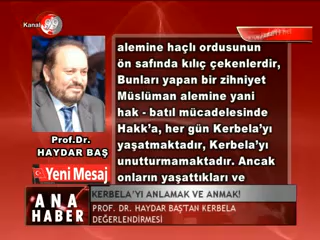 Kanal
alemine haçlı ordusunun
ön safında kılıç çekenlerdir,
Bunları yapan bir zihniyet
Müslüman alemine yani
hak - batıl mücadelesinde
Hakk'a, her gün Kerbela'yı
yaşatmaktadır, Kerbela'yı
unutturmamaktadır. Ancak
onların yaşattıkları ve
Prof.Dr.
HAYDAR BAŞ
Yeni Mesaj
ANA
HABER
KERBELA'YI ANLAMAK VE ANMAK!
PROF. DR. HAYDAR BAŞ'TAN KERBELA
DEĞERLENDİRMESİ